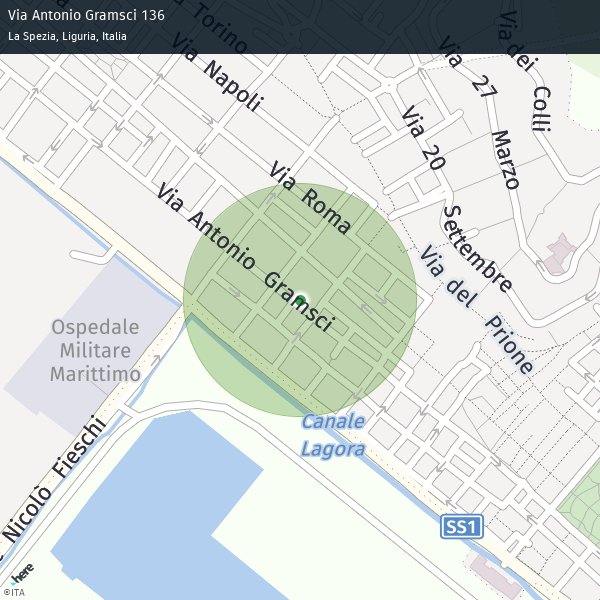 Via Antonio Gramsci 136
La Spezia, Liguria, Italia
Torino
Via dei Colli
Via Napoli
Via 27 Marzo
Via 20 Settembre
Via Roma
Via Antonio Gramsci
Via del Prione
Ospedale
Militare
Marittimo
Canale
Lagora
Nicolò Fieschi
SS1
here
©ITA